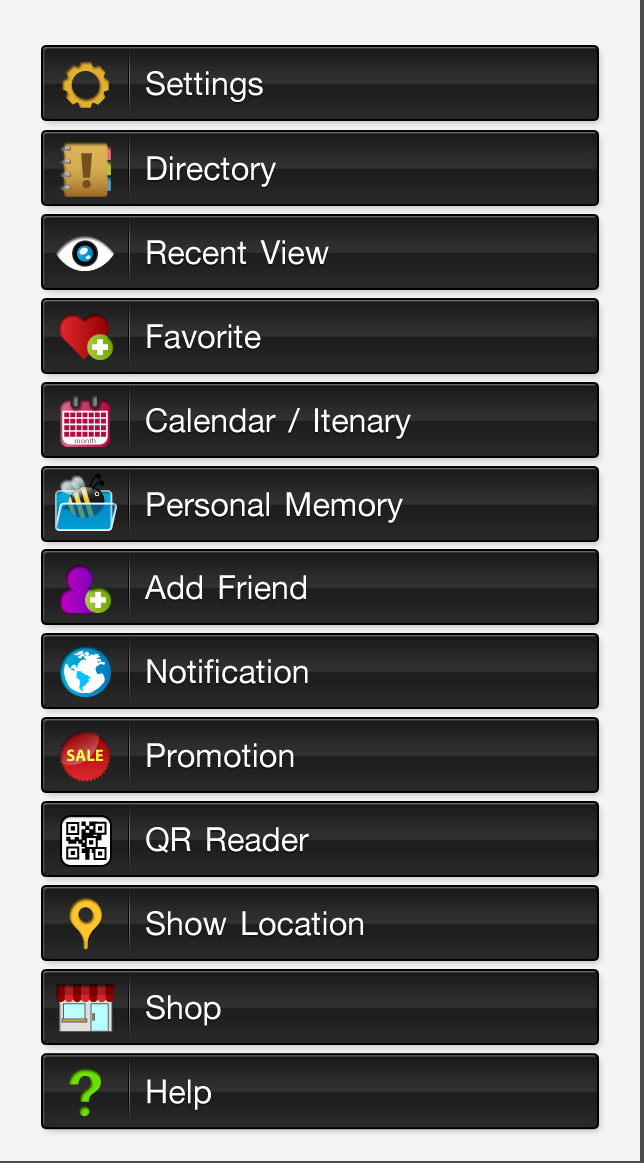 Settings
Directory
Recent View
Favorite
Calendar / Itenary
month
Personal Memory
Add Friend
Notification
SALE
Promotion
QR Reader
Show Location
Shop
Help